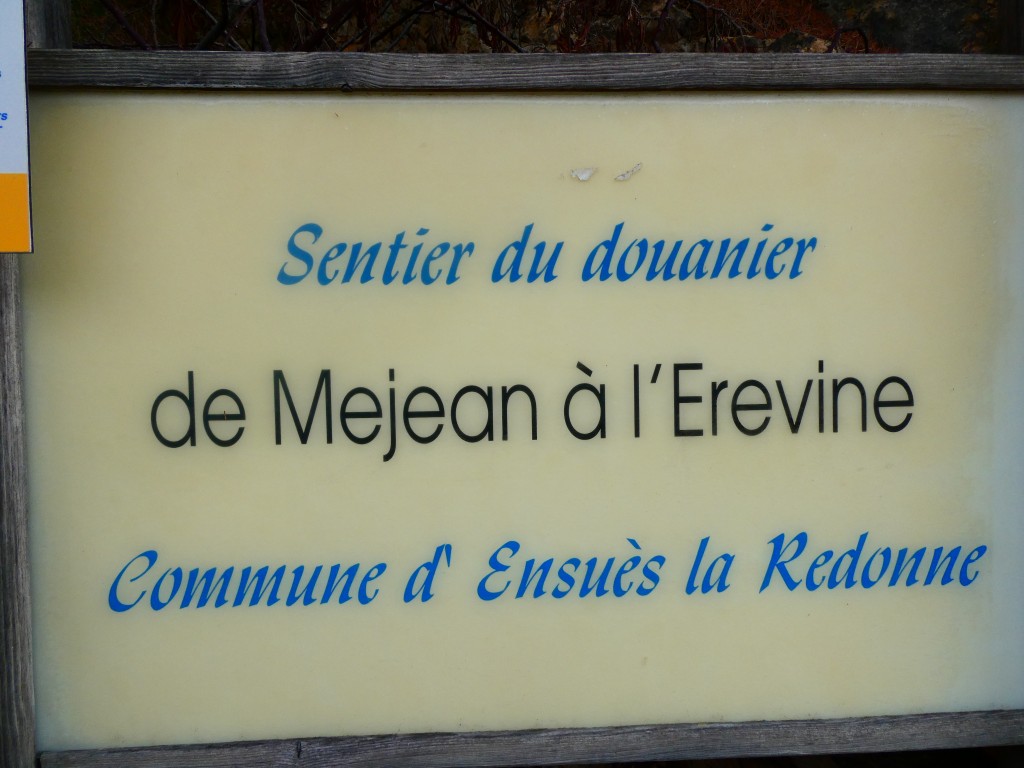 Sentier du douanier
de Mejean à l'Erevine
Commune d' Ensuès la Redonne